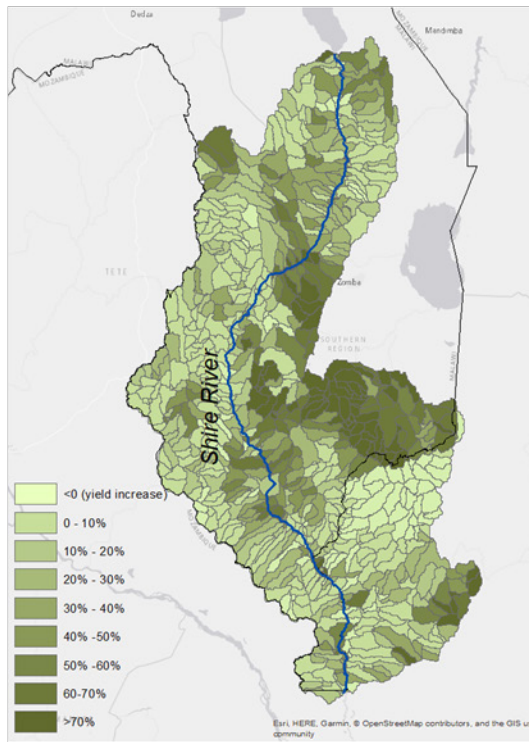 Dedza
Mandimba
MOZAMBIQUE
MALAWI
MALAWI
MOZAMBIQUE
TETE
Zomba
SOUTHERN
REGION
MALAWI
Shire River
MOZAMBIQUE
<0 (yield increase)
0 - 10%
10% - 20%
20% - 30%
30% - 40%
40% -50%
50% -60%
60-70%
>70%
Esri, HERE, Garmin, © OpenStreetMap contributors, and the GIS u
community